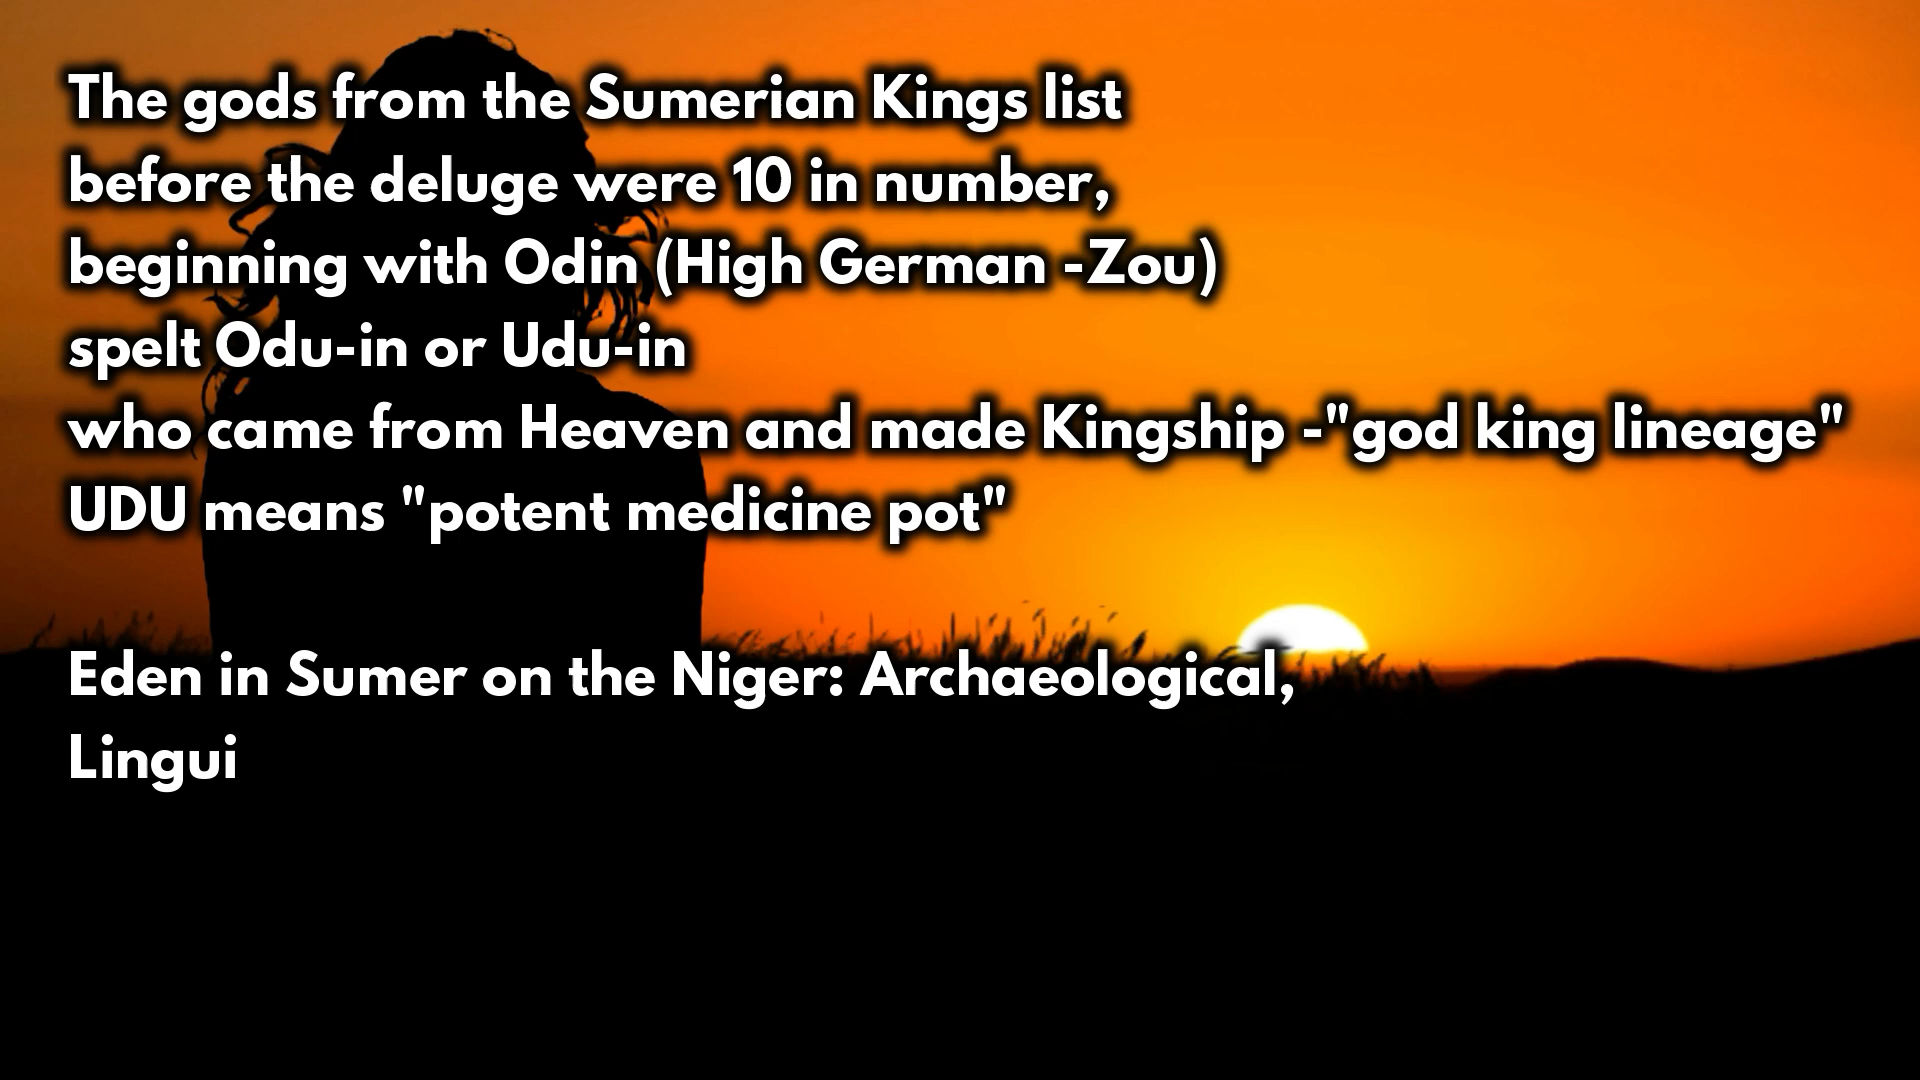 The gods from the Sumerian Kings list
before the deluge were 10 in number,
beginning with Odin (High German -Zou)
spelt Odu-in or Udu-in
who came from Heaven and made Kingship -"god king lineage"
UDU means "potent medicine pot"
Eden in Sumer on the Niger: Archaeological,
Lingui